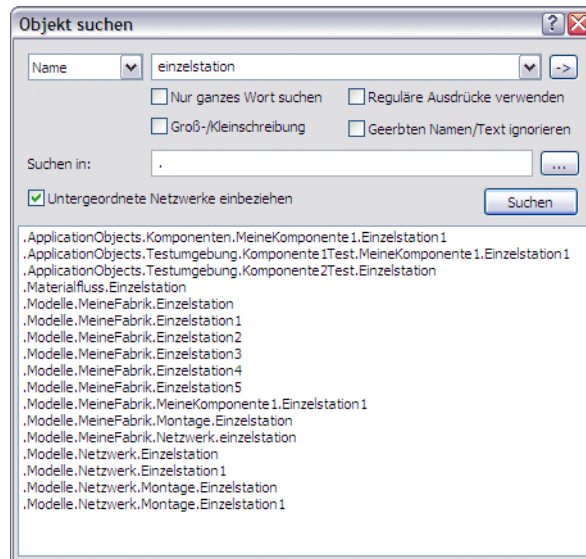 Objekt suchen
Name einzelstation ->
Nur ganzes Wort suchen Reguläre Ausdrücke verwenden
Groß-/Kleinschreibung Geerbten Namen/Text ignorieren
Suchen in: . ...
Untergeordnete Netzwerke einbeziehen Suchen
.ApplicationObjects.Komponenten.MeineKomponente1.Einzelstation1
.ApplicationObjects.Testumgebung.Komponente1Test.MeineKomponente1.Einzelstation1
.ApplicationObjects.Testumgebung.Komponente2Test.Einzelstation
.Materialfluss.Einzelstation
.Modelle.MeineFabrik.Einzelstation
.Modelle.MeineFabrik.Einzelstation1
.Modelle.MeineFabrik.Einzelstation2
.Modelle.MeineFabrik.Einzelstation3
.Modelle.MeineFabrik.Einzelstation4
.Modelle.MeineFabrik.Einzelstation5
.Modelle.MeineFabrik.MeineKomponente1.Einzelstation1
.Modelle.MeineFabrik.Montage.Einzelstation
.Modelle.MeineFabrik.Netzwerk.einzelstation
.Modelle.Netzwerk.Einzelstation
.Modelle.Netzwerk.Einzelstation1
.Modelle.Netzwerk.Montage.Einzelstation
.Modelle.Netzwerk.Montage.Einzelstation1